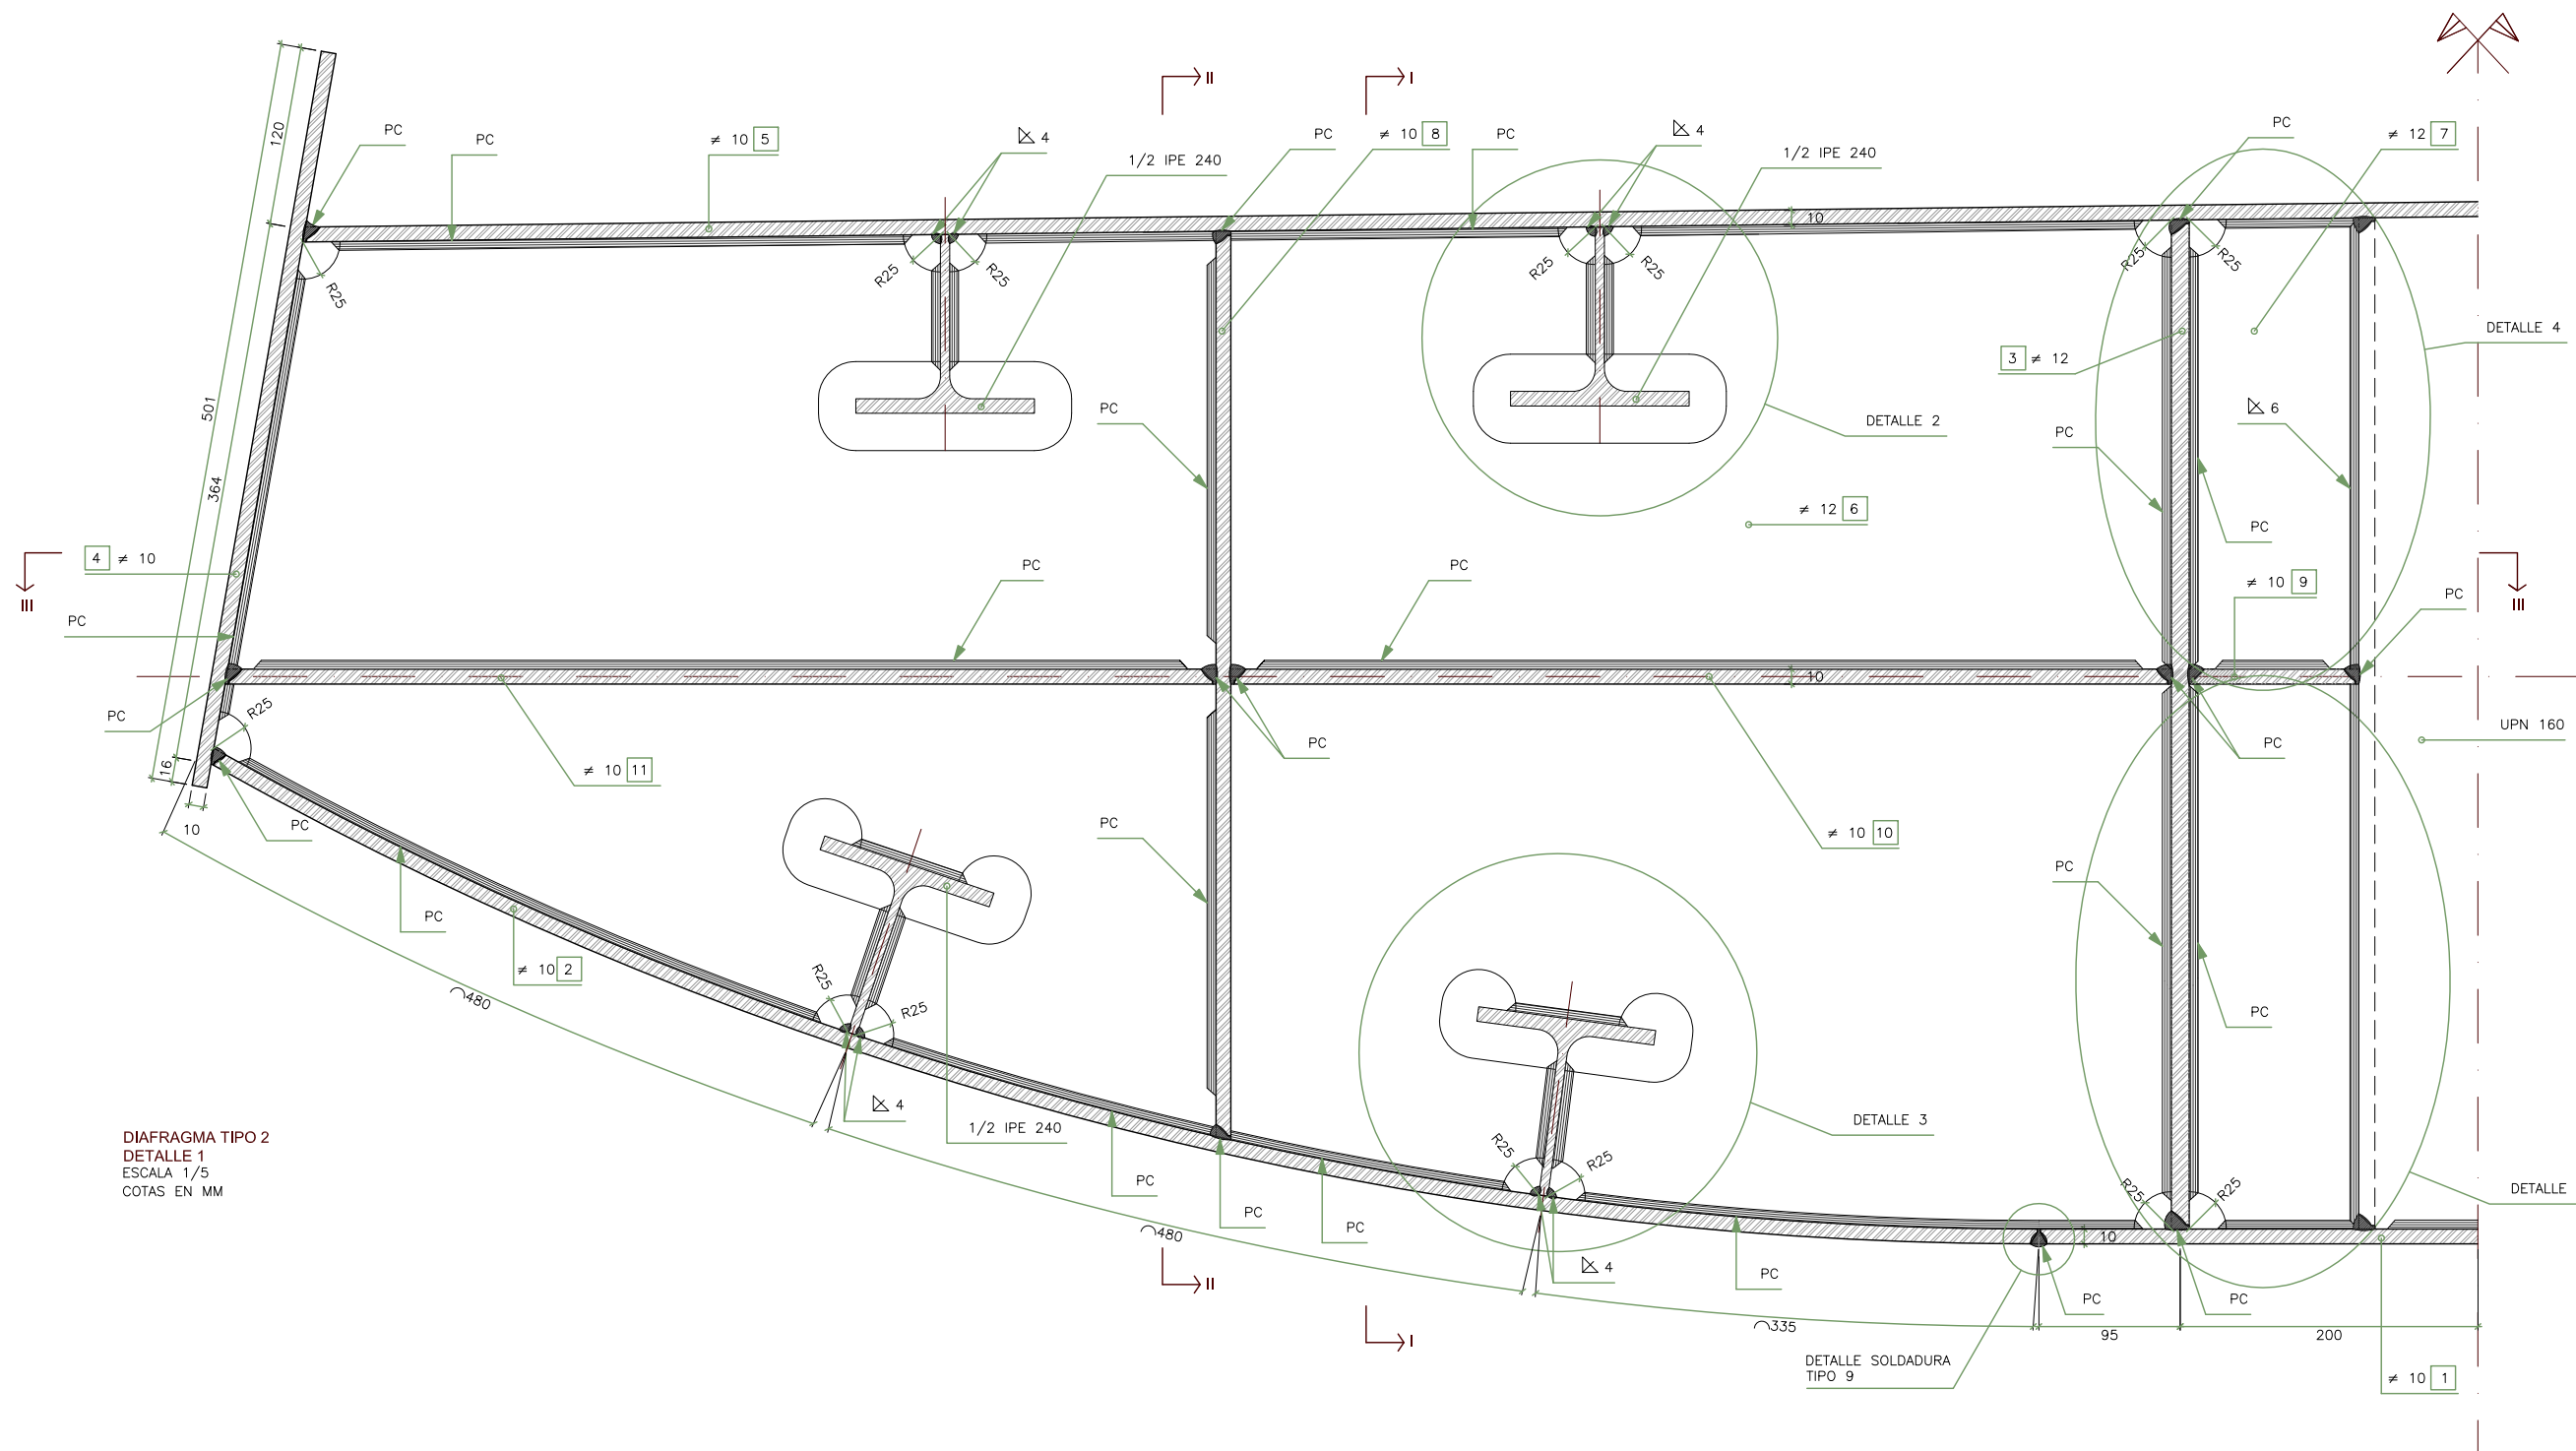 II
I
120
PC
PC
≠ 10 5
4
PC
≠ 10 8
PC
4
PC
≠ 12 7
1/2 IPE 240
1/2 IPE 240
10
R25
R25
R25
R25
R25
R25
R25
DETALLE 4
3 ≠ 12
501
PC
DETALLE 2
6
PC
364
≠ 12 6
PC
4 ≠ 10
PC
PC
≠ 10 9
PC
III
III
PC
10
R25
PC
UPN 160
PC
PC
16
≠ 10 11
10
PC
PC
≠ 10 10
PC
PC
≠ 10 2
R25
R25
480
PC
4
1/2 IPE 240
DETALLE 3
DIAFRAGMA TIPO 2
DETALLE 1
ESCALA 1/5
COTAS EN MM
R25
R25
PC
R25
R25
DETALLE
PC
PC
480
10
4
PC
II
PC
PC
335
95
200
I
DETALLE SOLDADURA
TIPO 9
≠ 10 1